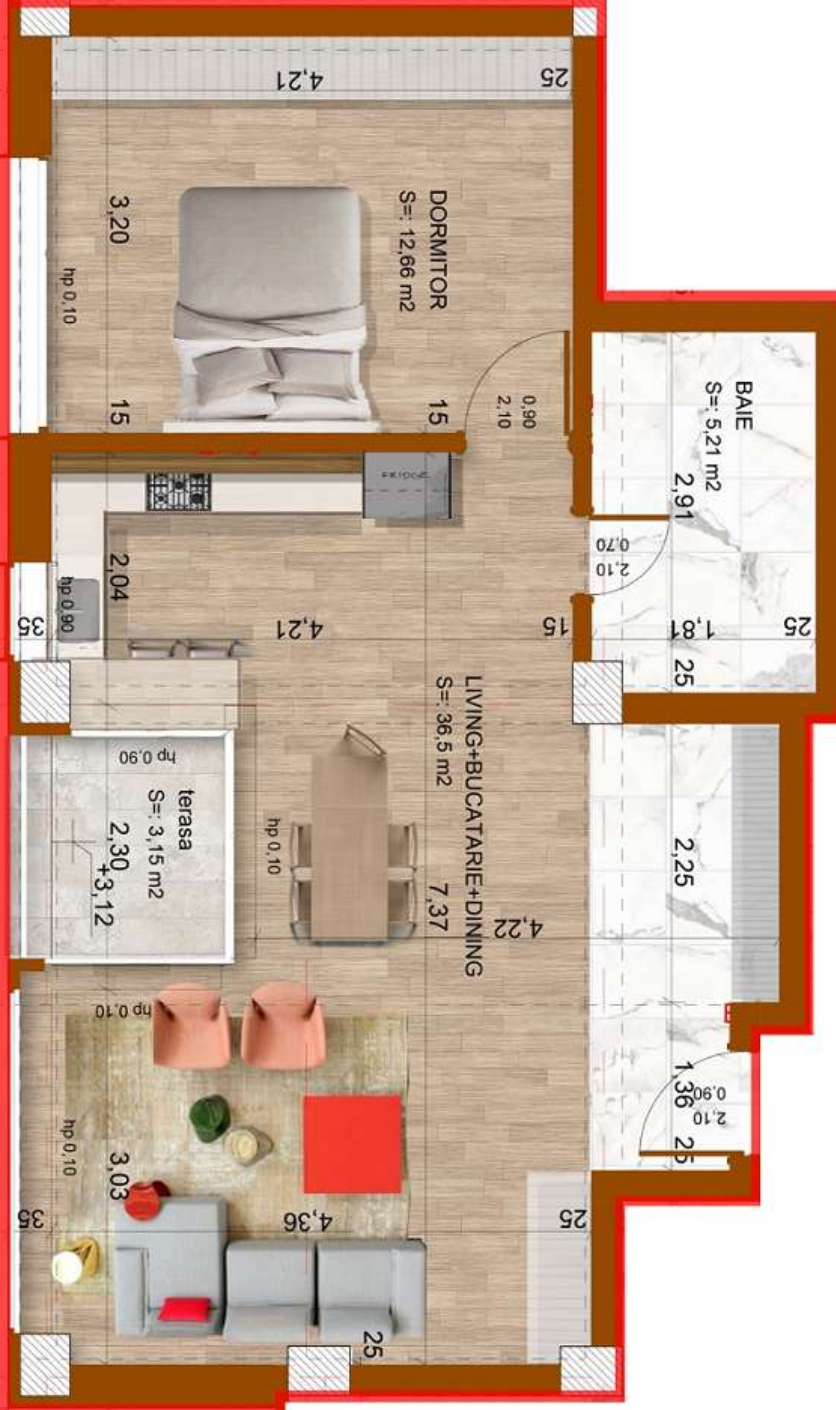 4,21
25
3,20
hp 0,10
DORMITOR
S=: 12,66 m2
15
15
0,90
2,10
BAIE
S=: 5,21 m2
2,91
0,70
2,10
FRIGO
2,04
hp 0,90
35
4,21
15
1,81
25
25
LIVING+BUCATARIE+DINING
S=: 36,5 m2
7,37
4,22
hp 0,90
terasa
S=: 3,15 m2
2,30
+3,12
hp 0,10
2,25
hp 0,10
1,36
0,90
2,10
25
hp 0,10
3,03
35
4,36
25
25